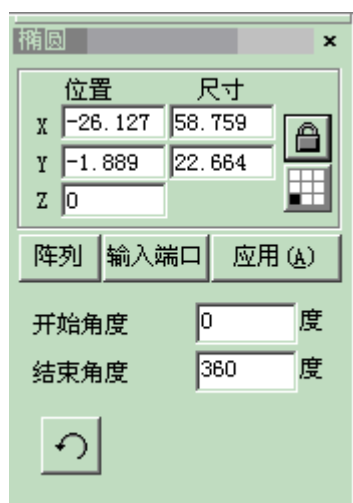 椭圆 ×
位置 尺寸
X -26.127 58.759
Y -1.889 22.664
Z 0
阵列 输入端口 应用(A)
开始角度 0 度
结束角度 360 度